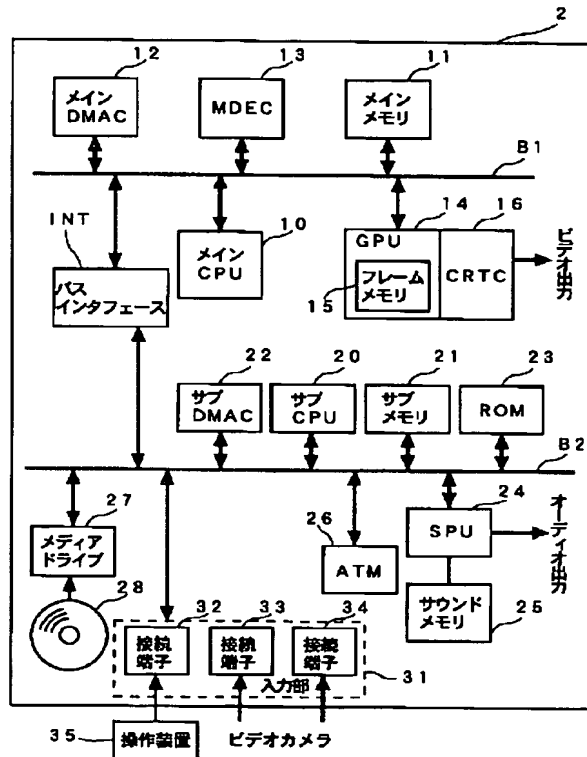 2
12
13
11
メイン
DMAC
MDEC
メイン
メモリ
B1
INT
10
14
16
メイン
CPU
GPU
フレーム
メモリ
15
CRTC
ビデオ出力
バス
インタフェース
22
20
21
23
サブ
DMAC
サブ
CPU
サブ
メモリ
ROM
B2
27
メディア
ドライブ
26
ATM
24
SPU
オーディオ出力
28
サウンド
メモリ
25
32
33
34
接続
端子
接続
端子
接続
端子
入力部
31
35
操作装置
ビデオカメラ